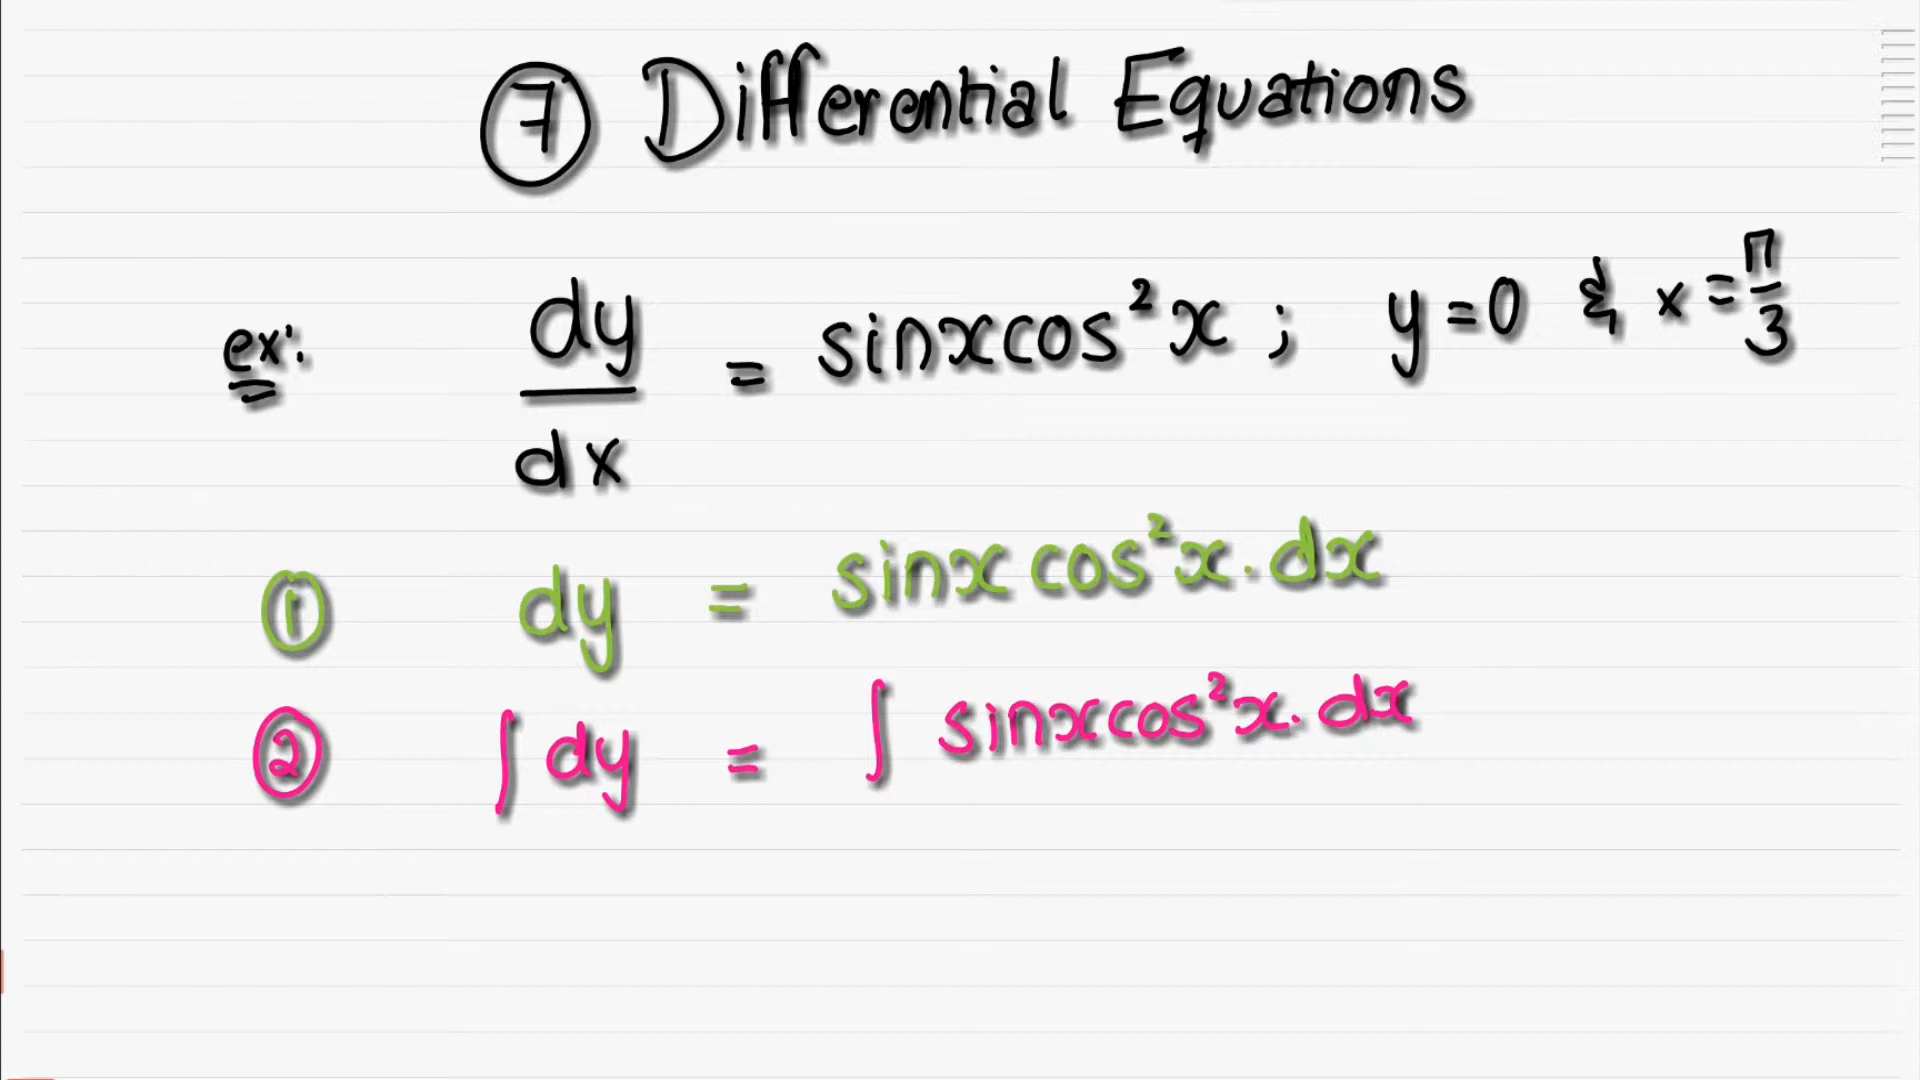 ⑦ Differential Equations
ex: dy/dx = sinxcos²x ; y=0 & x=π/3
① dy = sinx cos²x.dx
② ∫dy = ∫ sinxcos²x.dx